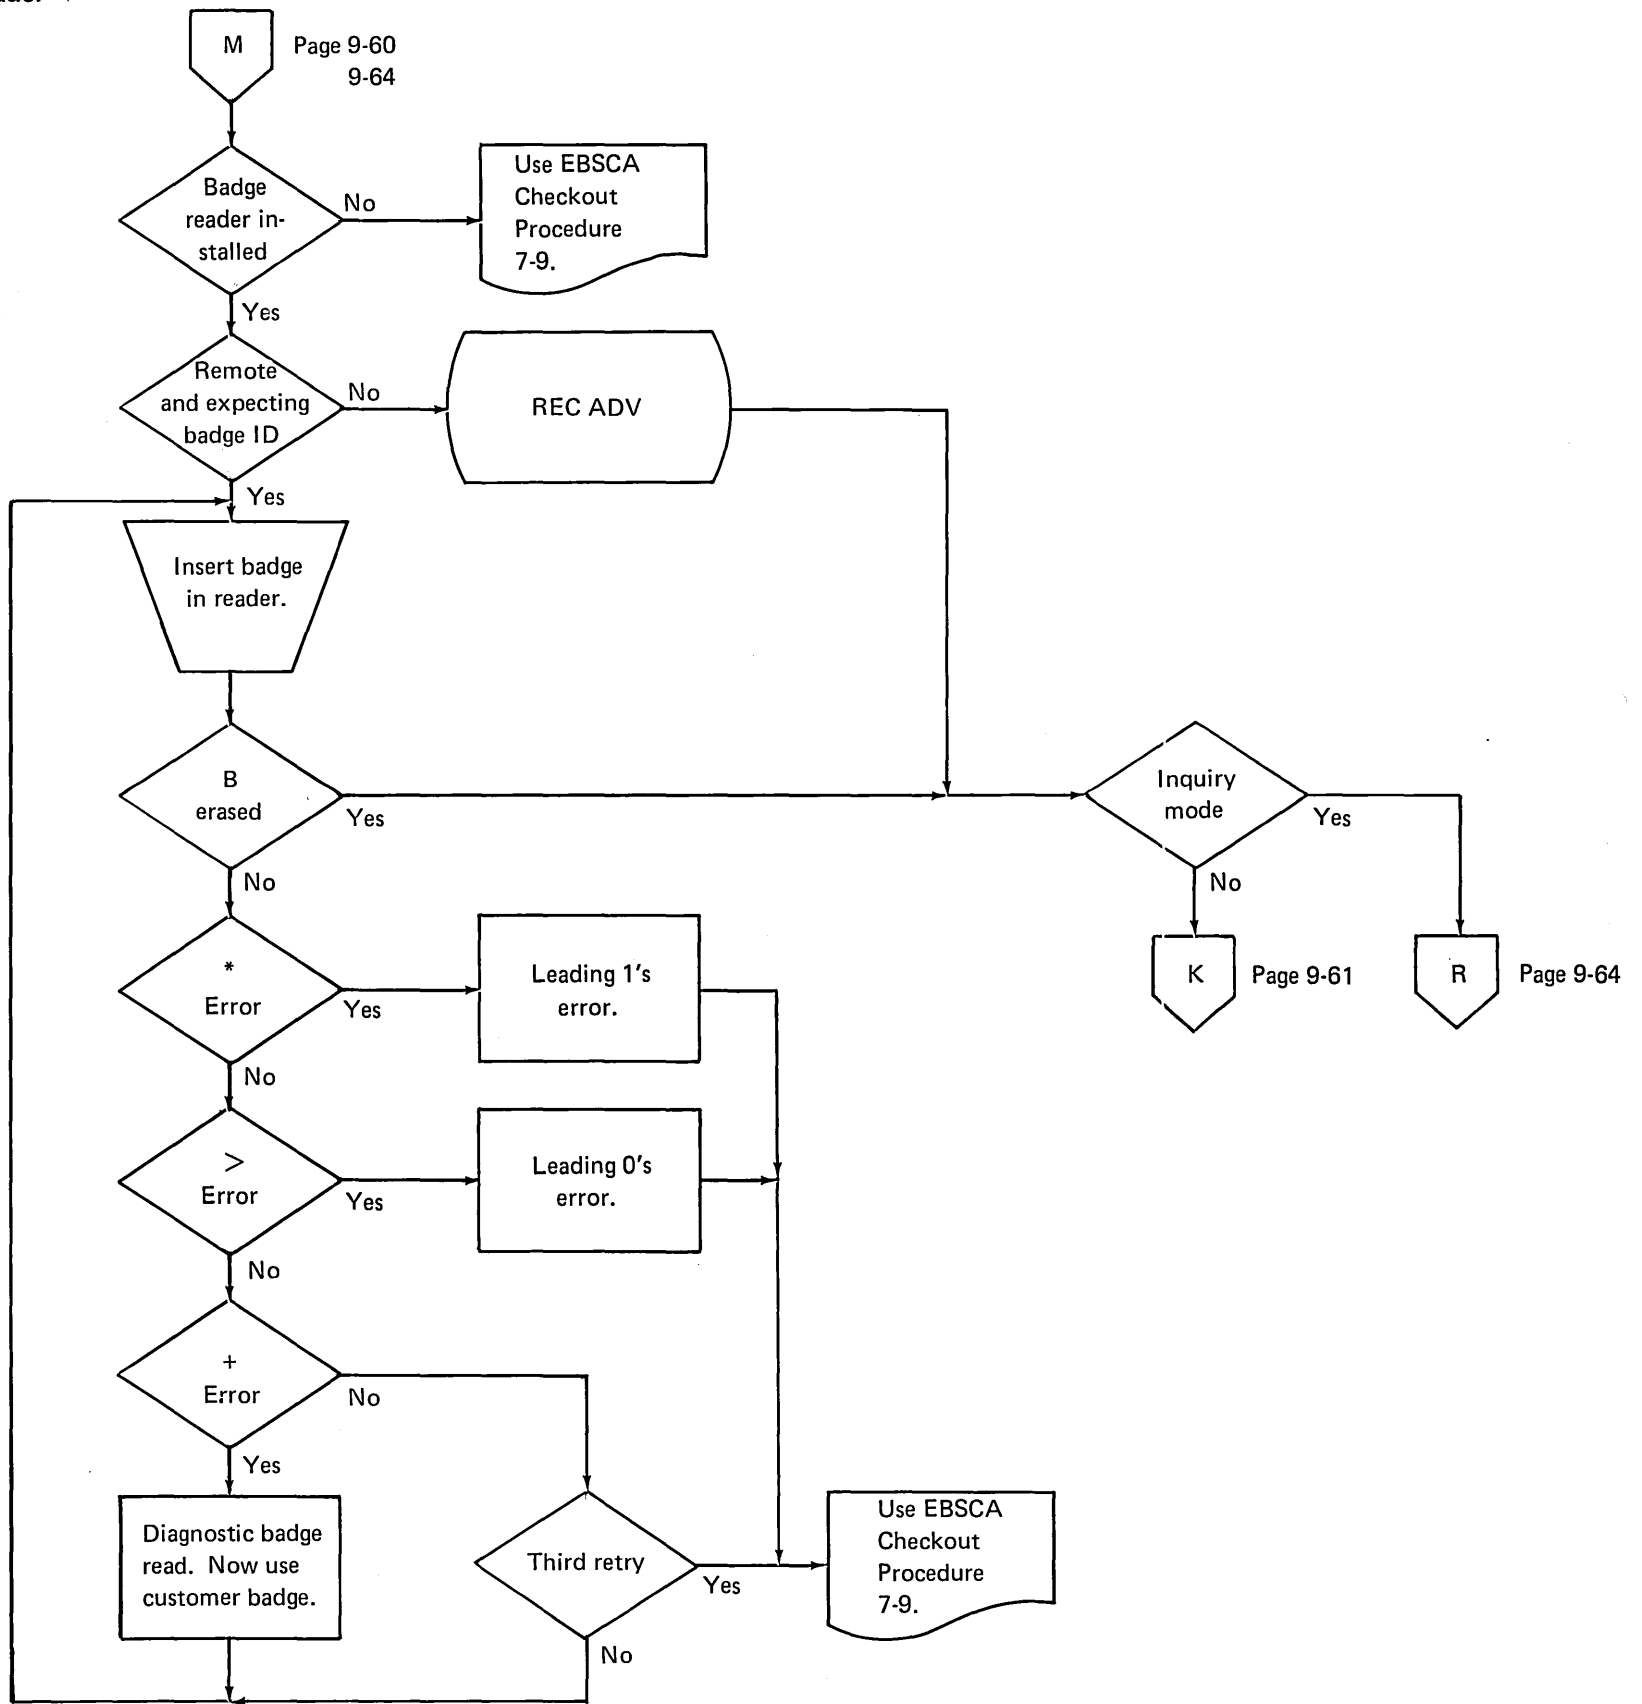 M
Page 9-60
9-64
Badge
reader in-
stalled
No
Use EBSCA
Checkout
Procedure
7-9.
Yes
Remote
and expecting
badge ID
No
REC ADV
Yes
Insert badge
in reader.
B
erased
Yes
Inquiry
mode
Yes
No
No
K
Page 9-61
R
Page 9-64
*
Error
Yes
Leading 1's
error.
No
>
Error
Yes
Leading 0's
error.
No
+
Error
No
Yes
Diagnostic badge
read. Now use
customer badge.
Third retry
Yes
Use EBSCA
Checkout
Procedure
7-9.
No